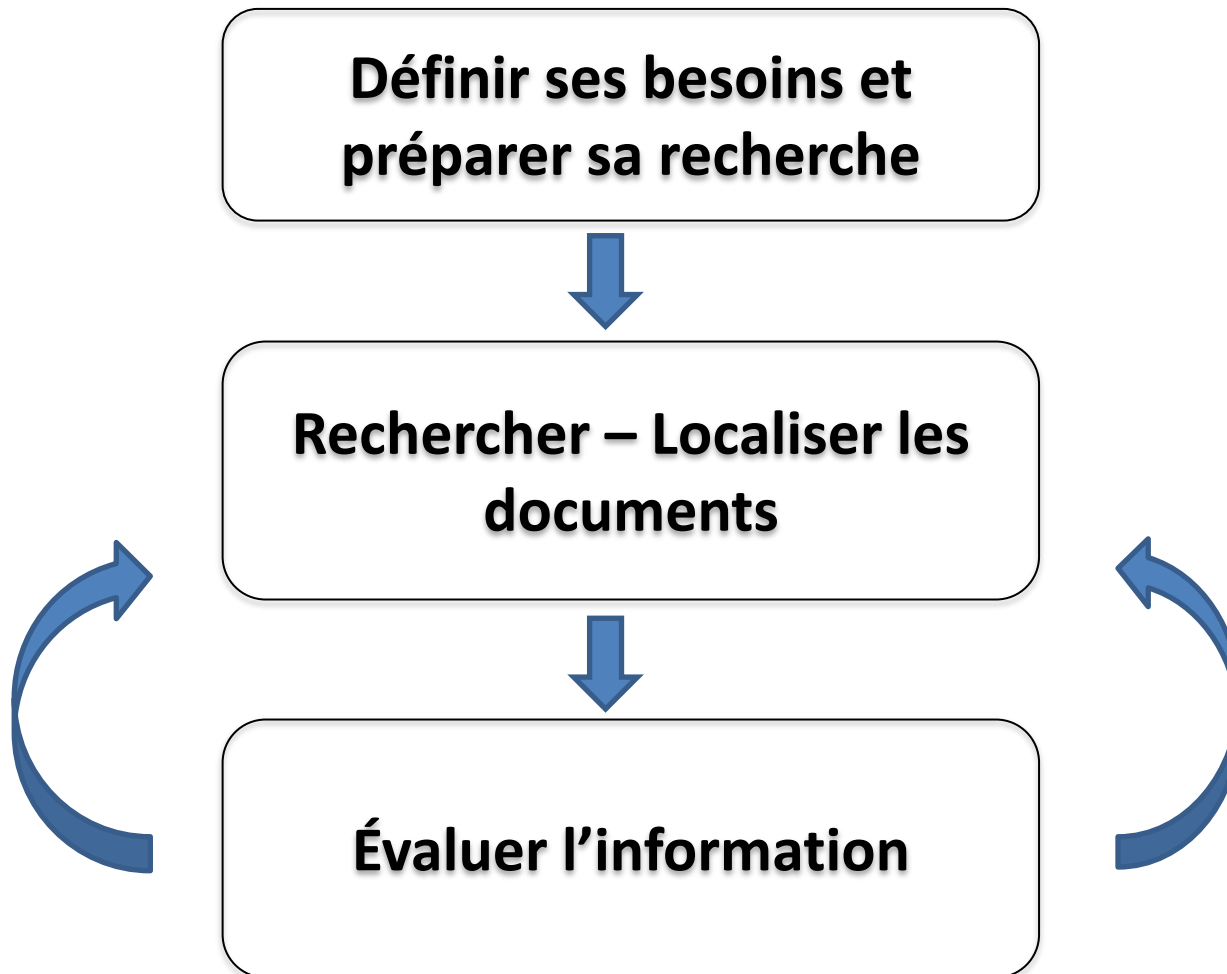 Définir ses besoins et
préparer sa recherche
Rechercher – Localiser les
documents
Évaluer l’information